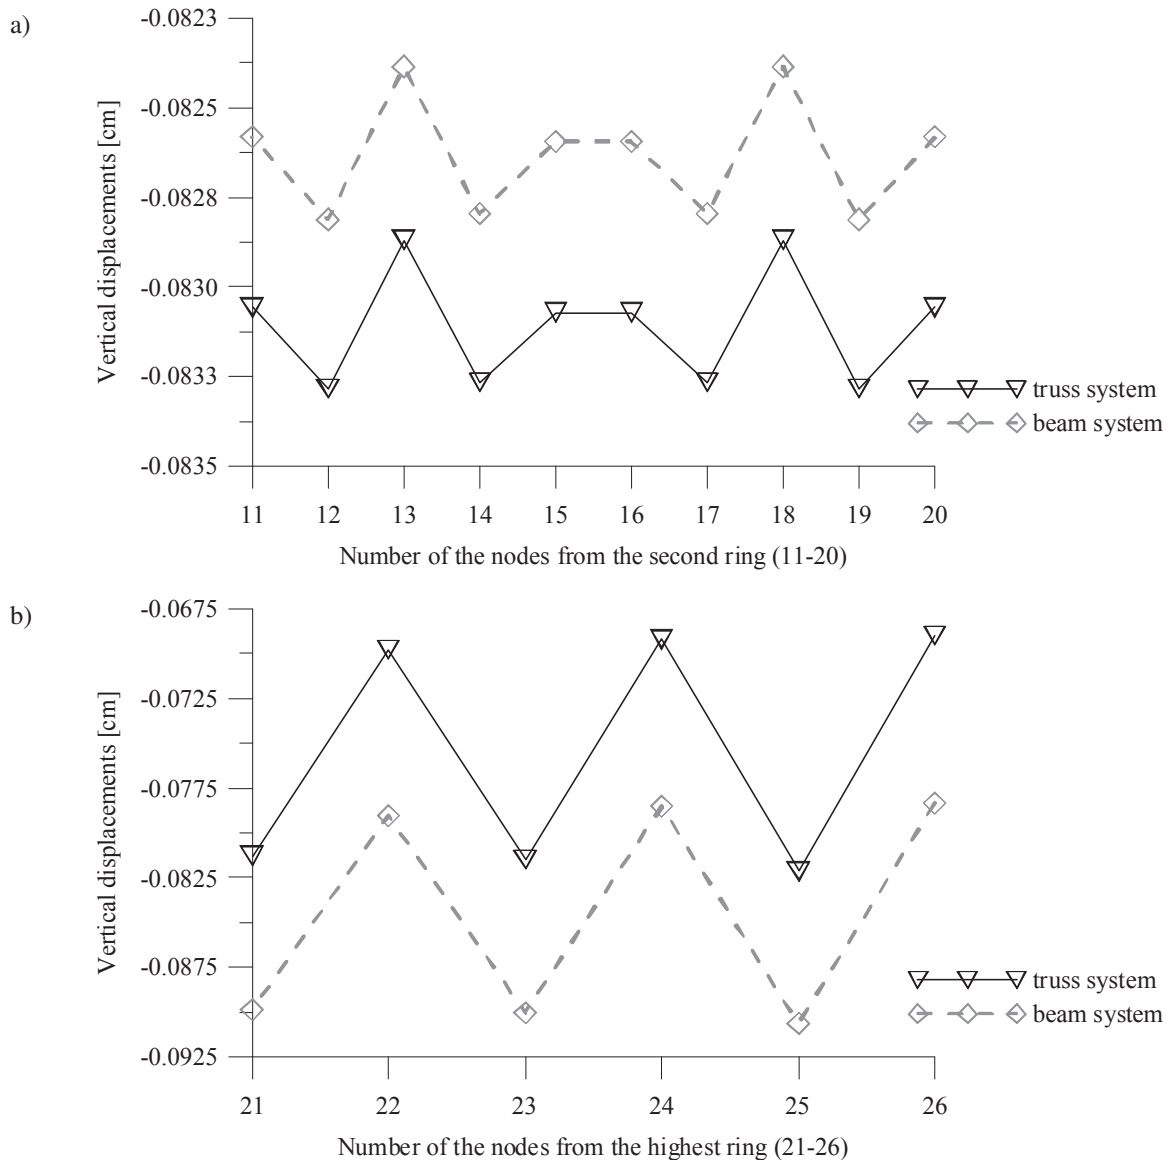 a)
Vertical displacements [cm]
-0.0823
-0.0825
-0.0828
-0.0830
-0.0833
-0.0835
11 12 13 14 15 16 17 18 19 20
Number of the nodes from the second ring (11-20)
truss system
beam system
b)
Vertical displacements [cm]
-0.0675
-0.0725
-0.0775
-0.0825
-0.0875
-0.0925
21 22 23 24 25 26
Number of the nodes from the highest ring (21-26)
truss system
beam system